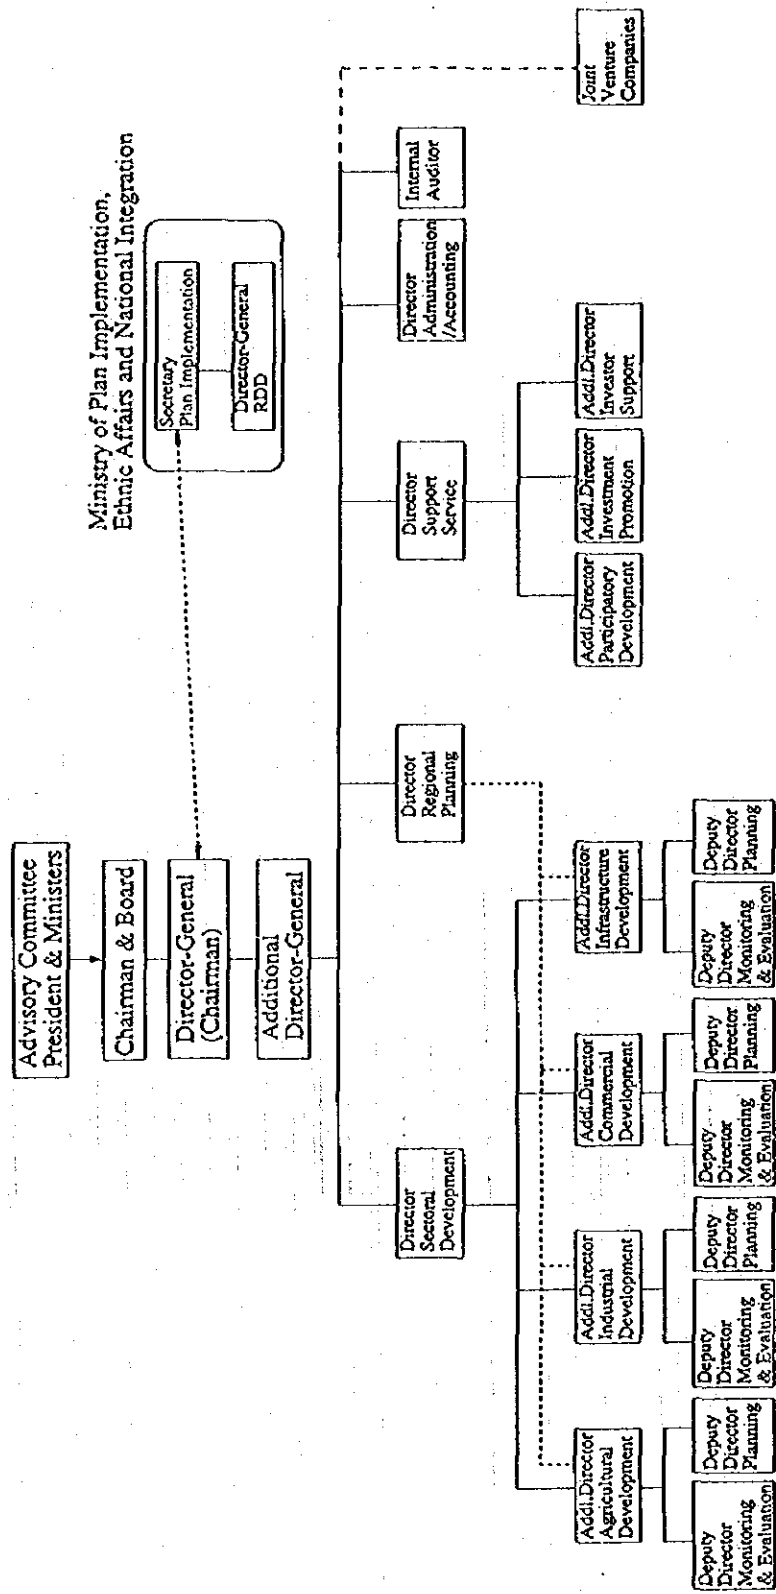 Ministry of Plan Implementation,
Ethnic Affairs and National Integration
Secretary
Plan Implementation
Director-General
RDD
Advisory Committee
President & Ministers
Chairman & Board
Director-General
(Chairman)
Additional
Director-General
Director
Sectoral
Development
Director
Regional
Planning
Director
Support
Service
Director
Administration
/Accounting
Internal
Auditor
Addl.Director
Agricultural
Development
Addl.Director
Industrial
Development
Addl.Director
Commercial
Development
Addl.Director
Infrastructure
Development
Addl.Director
Participatory
Development
Addl.Director
Investment
Promotion
Addl.Director
Investor
Support
Joint
Venture
Companies
Deputy
Director
Monitoring
& Evaluation
Deputy
Director
Planning
Deputy
Director
Monitoring
& Evaluation
Deputy
Director
Planning
Deputy
Director
Monitoring
& Evaluation
Deputy
Director
Planning
Deputy
Director
Monitoring
& Evaluation
Deputy
Director
Planning